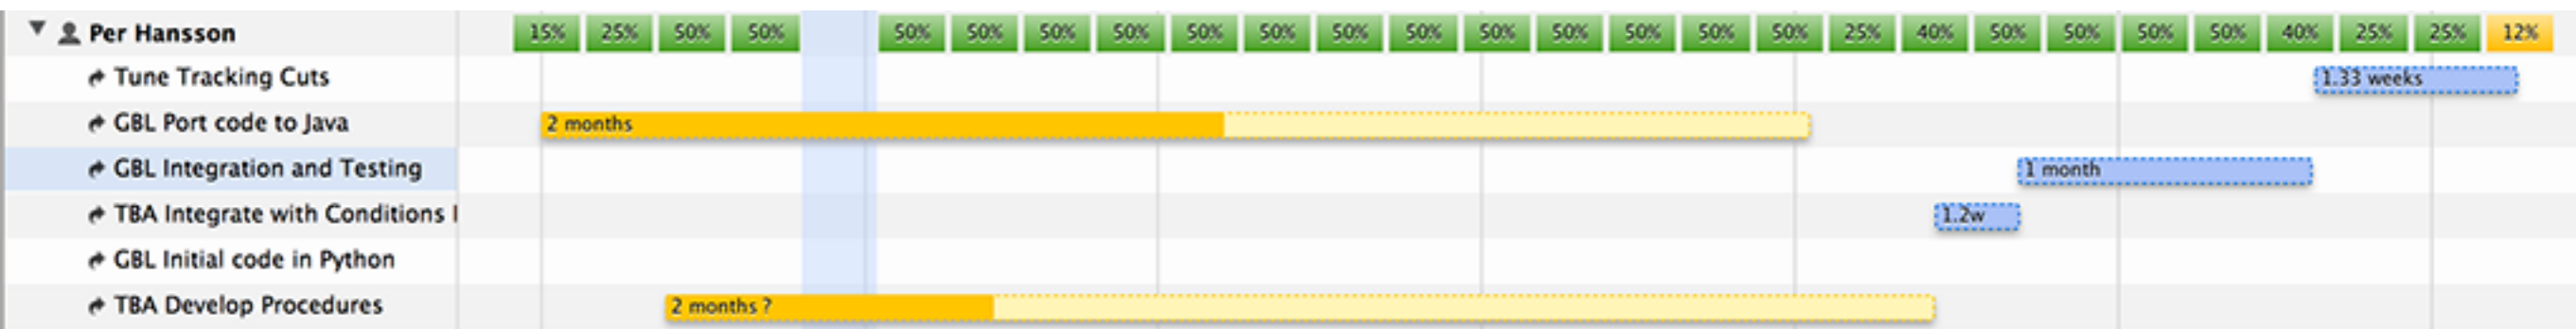 Per Hansson 15% 25% 50% 50% 50% 50% 50% 50% 50% 50% 50% 50% 50% 50% 50% 50% 50% 25% 40% 50% 50% 50% 50% 40% 25% 25% 12%
Tune Tracking Cuts 1.33 weeks
GBL Port code to Java 2 months
GBL Integration and Testing 1 month
TBA Integrate with Conditions 1.2w
GBL Initial code in Python
TBA Develop Procedures 2 months ?